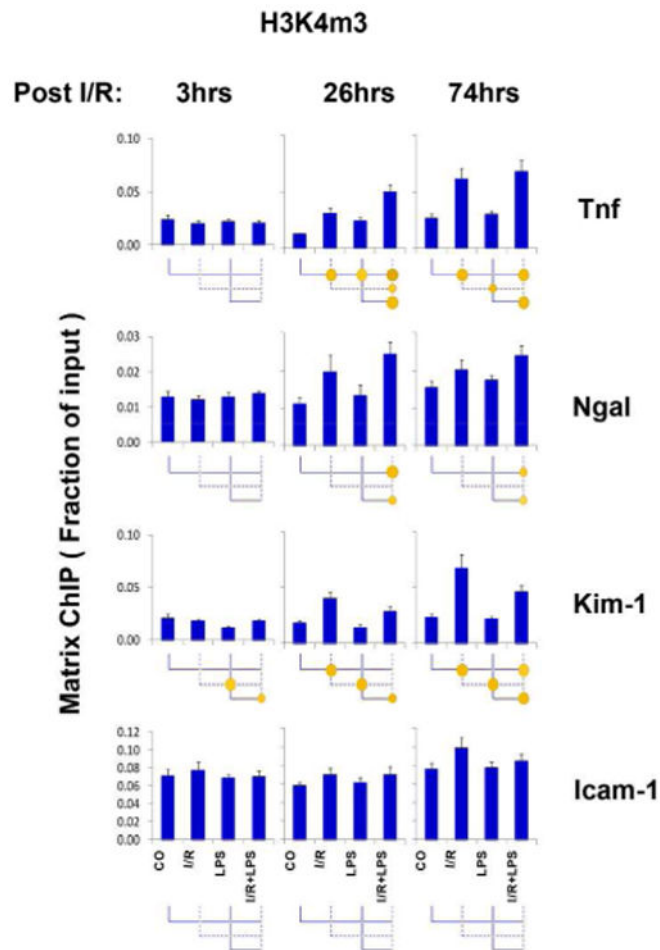 H3K4m3
Post I/R: 3hrs 26hrs 74hrs
Matrix ChIP ( Fraction of input )
0.10
0.05
0.00
Tnf
0.03
0.02
0.01
0.00
Ngal
0.10
0.05
0.00
Kim-1
0.12
0.10
0.08
0.06
0.04
0.02
0.00
Icam-1
CO I/R LPS I/R+LPS CO I/R LPS I/R+LPS CO I/R LPS I/R+LPS